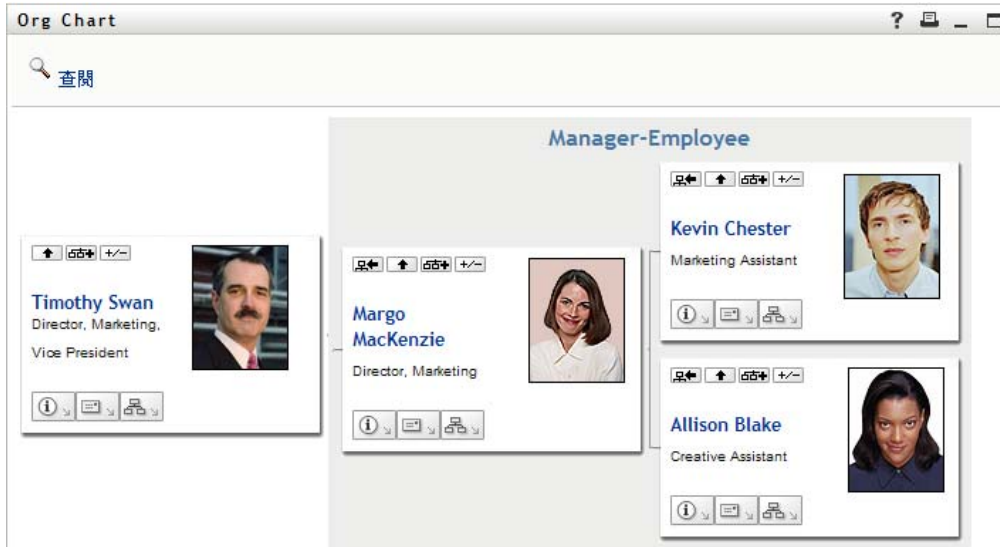 Org Chart
查閱
Manager-Employee
Timothy Swan
Director, Marketing,
Vice President
Margo
MacKenzie
Director, Marketing
Kevin Chester
Marketing Assistant
Allison Blake
Creative Assistant